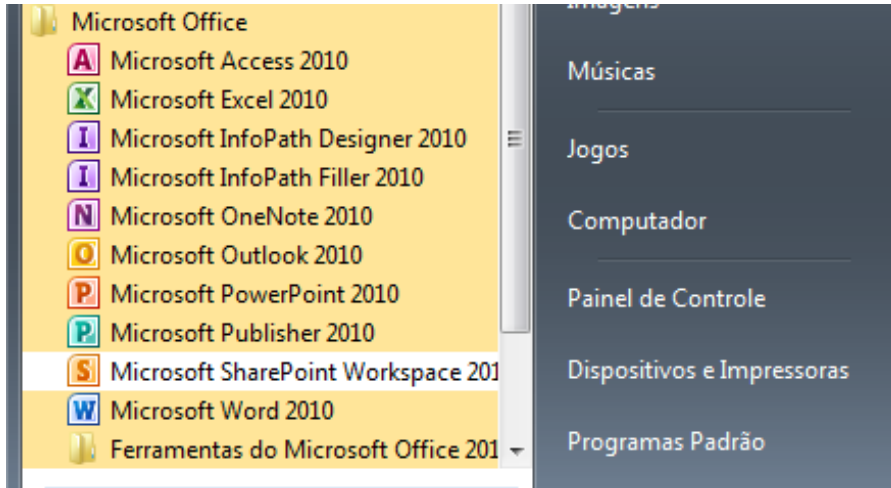 Microsoft Office
Microsoft Access 2010
Microsoft Excel 2010
Microsoft InfoPath Designer 2010
Microsoft InfoPath Filler 2010
Microsoft OneNote 2010
Microsoft Outlook 2010
Microsoft PowerPoint 2010
Microsoft Publisher 2010
Microsoft SharePoint Workspace 201
Microsoft Word 2010
Ferramentas do Microsoft Office 201
Imagens
Músicas
Jogos
Computador
Painel de Controle
Dispositivos e Impressoras
Programas Padrão